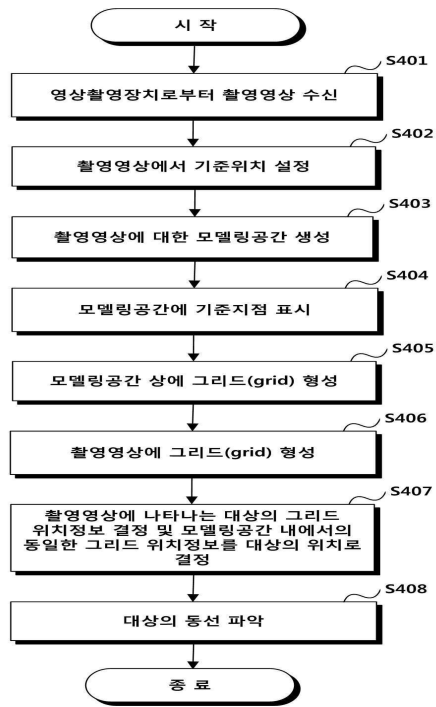 시 작
S401
영상촬영장치로부터 촬영영상 수신
S402
촬영영상에서 기준위치 설정
S403
촬영영상에 대한 모델링공간 생성
S404
모델링공간에 기준지점 표시
S405
모델링공간 상에 그리드(grid) 형성
S406
촬영영상에 그리드(grid) 형성
S407
촬영영상에 나타나는 대상의 그리드
위치정보 결정 및 모델링공간 내에서의
동일한 그리드 위치정보를 대상의 위치로
결정
S408
대상의 동선 파악
종 료